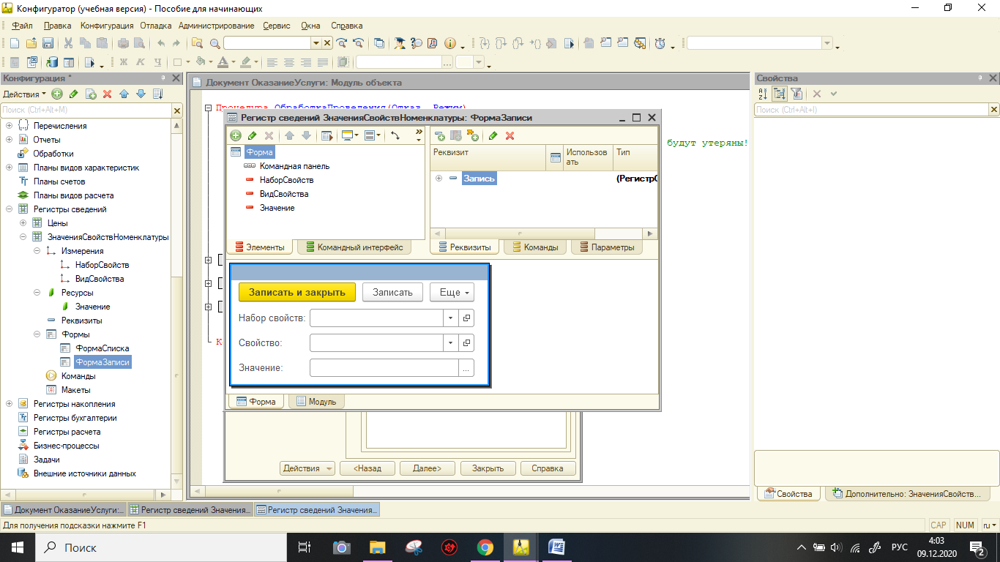 Конфигуратор (учебная версия) - Пособие для начинающих
Файл Правка Конфигурация Отладка Администрирование Сервис Окна Справка
Ж К Ч
Конфигурация *
Документ ОказаниеУслуги: Модуль объекта
Свойства
Действия
Поиск (Ctrl+Alt+M)
Поиск (Ctrl+Alt+I)
Процедура ОбработкаПроведения(Отказ, Режим)
Регистр сведений ЗначенияСвойствНоменклатуры: ФормаЗаписи
Перечисления
Отчеты
Обработки
Планы видов характеристик
Планы счетов
Планы видов расчета
Регистры сведений
Цены
ЗначенияСвойствНоменклатуры
Измерения
НаборСвойств
ВидСвойства
Ресурсы
Значение
Реквизиты
Формы
ФормаСписка
ФормаЗаписи
Команды
Макеты
Регистры накопления
Регистры бухгалтерии
Регистры расчета
Бизнес-процессы
Задачи
Внешние источники данных
Форма
Командная панель
НаборСвойств
ВидСвойства
Значение
Реквизит Использовать Тип
Запись (РегистрС
будут утеряны!
Элементы Командный интерфейс
Реквизиты Команды Параметры
Записать и закрыть Записать Еще
Набор свойств:
Свойство:
Значение:
...
К
Форма Модуль
Действия <Назад Далее> Закрыть Справка
Свойства Дополнительно: ЗначенияСвойств...
Документ ОказаниеУслуги:... Регистр сведений Значения... Регистр сведений Значения...
Для получения подсказки нажмите F1
CAP NUM ru
Поиск
РУС
4:03
09.12.2020
2